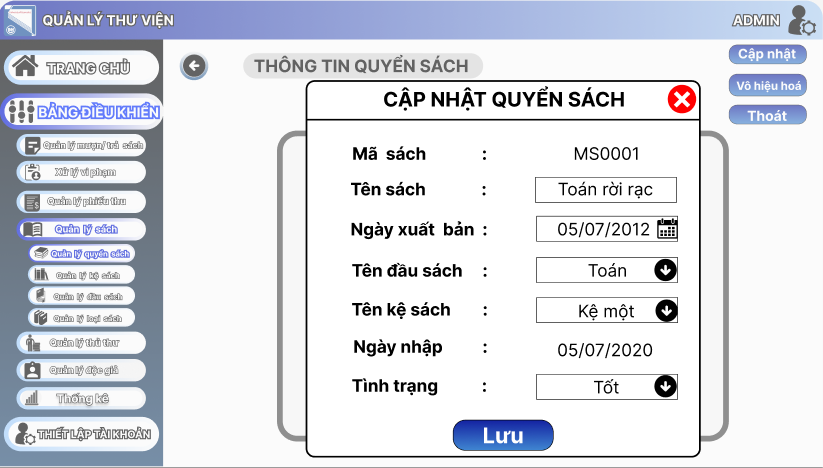 QUẢN LÝ THƯ VIỆN
ADMIN
TRANG CHỦ
BẢNG ĐIỀU KHIỂN
Quản lý mượn/ trả sách
Xử lý vi phạm
Quản lý phiếu thu
Quản lý sách
Quản lý quyển sách
Quản lý kệ sách
Quản lý đầu sách
Quản lý loại sách
Quản lý thủ thư
Quản lý độc giả
Thống kê
THIẾT LẬP TÀI KHOẢN
THÔNG TIN QUYỂN SÁCH
Cập nhật
Vô hiệu hoá
Thoát
CẬP NHẬT QUYỂN SÁCH
Mã sách : MS0001
Tên sách : Toán rời rạc
Ngày xuất bản : 05/07/2012
Tên đầu sách : Toán
Tên kệ sách : Kệ một
Ngày nhập : 05/07/2020
Tình trạng : Tốt
Lưu